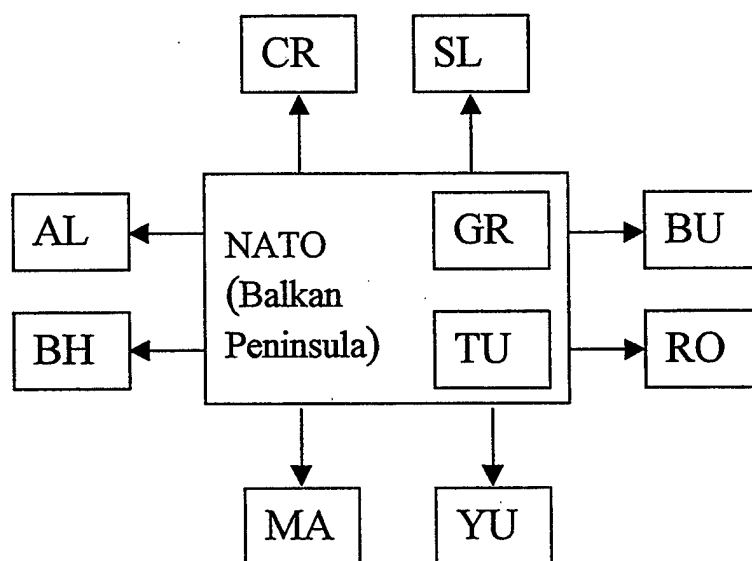 CR
SL
AL
NATO
(Balkan
Peninsula)
GR
BU
BH
TU
RO
MA
YU